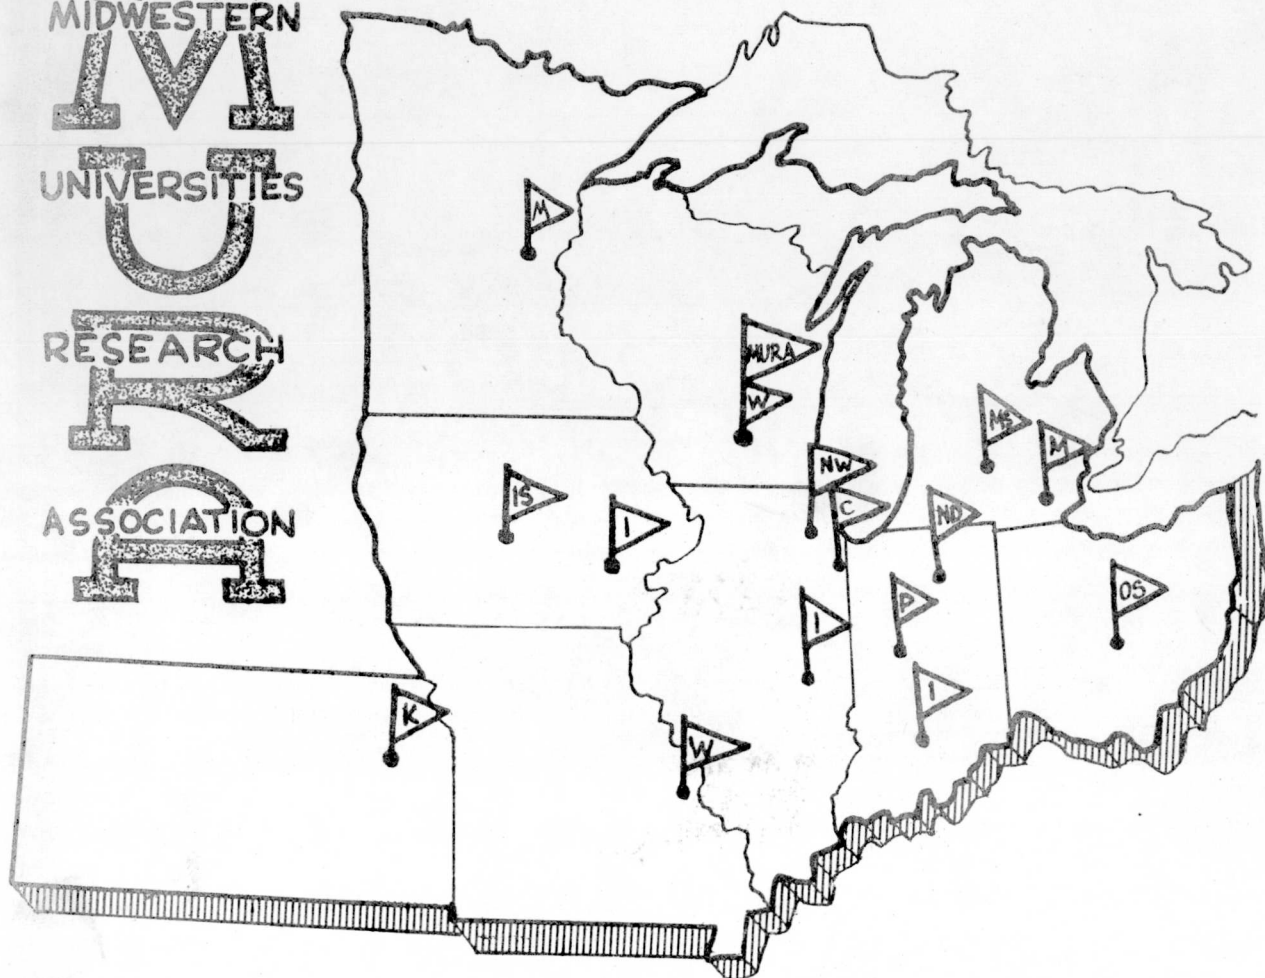 MIDWESTERN
M
UNIVERSITIES
U
RESEARCH
R
ASSOCIATION
A
M
MURA
W
MS
M
NW
C
IS
I
ND
OS
P
I
I
K
W